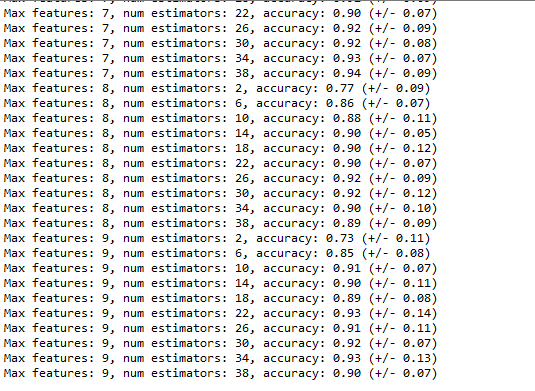 Max features: 7, num estimators: 22, accuracy: 0.90 (+/- 0.07)
Max features: 7, num estimators: 26, accuracy: 0.92 (+/- 0.09)
Max features: 7, num estimators: 30, accuracy: 0.92 (+/- 0.08)
Max features: 7, num estimators: 34, accuracy: 0.93 (+/- 0.07)
Max features: 7, num estimators: 38, accuracy: 0.94 (+/- 0.09)
Max features: 8, num estimators: 2, accuracy: 0.77 (+/- 0.09)
Max features: 8, num estimators: 6, accuracy: 0.86 (+/- 0.07)
Max features: 8, num estimators: 10, accuracy: 0.88 (+/- 0.11)
Max features: 8, num estimators: 14, accuracy: 0.90 (+/- 0.05)
Max features: 8, num estimators: 18, accuracy: 0.90 (+/- 0.12)
Max features: 8, num estimators: 22, accuracy: 0.90 (+/- 0.07)
Max features: 8, num estimators: 26, accuracy: 0.92 (+/- 0.09)
Max features: 8, num estimators: 30, accuracy: 0.92 (+/- 0.12)
Max features: 8, num estimators: 34, accuracy: 0.90 (+/- 0.10)
Max features: 8, num estimators: 38, accuracy: 0.89 (+/- 0.09)
Max features: 9, num estimators: 2, accuracy: 0.73 (+/- 0.11)
Max features: 9, num estimators: 6, accuracy: 0.85 (+/- 0.08)
Max features: 9, num estimators: 10, accuracy: 0.91 (+/- 0.07)
Max features: 9, num estimators: 14, accuracy: 0.90 (+/- 0.11)
Max features: 9, num estimators: 18, accuracy: 0.89 (+/- 0.08)
Max features: 9, num estimators: 22, accuracy: 0.93 (+/- 0.14)
Max features: 9, num estimators: 26, accuracy: 0.91 (+/- 0.11)
Max features: 9, num estimators: 30, accuracy: 0.92 (+/- 0.07)
Max features: 9, num estimators: 34, accuracy: 0.93 (+/- 0.13)
Max features: 9, num estimators: 38, accuracy: 0.90 (+/- 0.07)